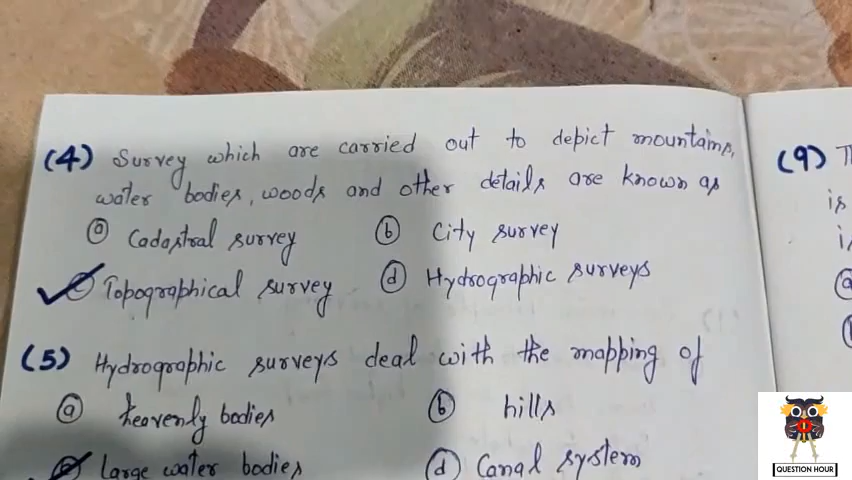 (4) Survey which are carried out to depict mountains,
water bodies, woods and other details are known as
(a) Cadastral survey (b) City survey
(c) Topographical survey (d) Hydrographic surveys
(5) Hydrographic surveys deal with the mapping of
(a) heavenly bodies (b) hills
(c) Large water bodies (d) Canal system
(9) Th
is
i
(a
(b
QUESTION HOUR